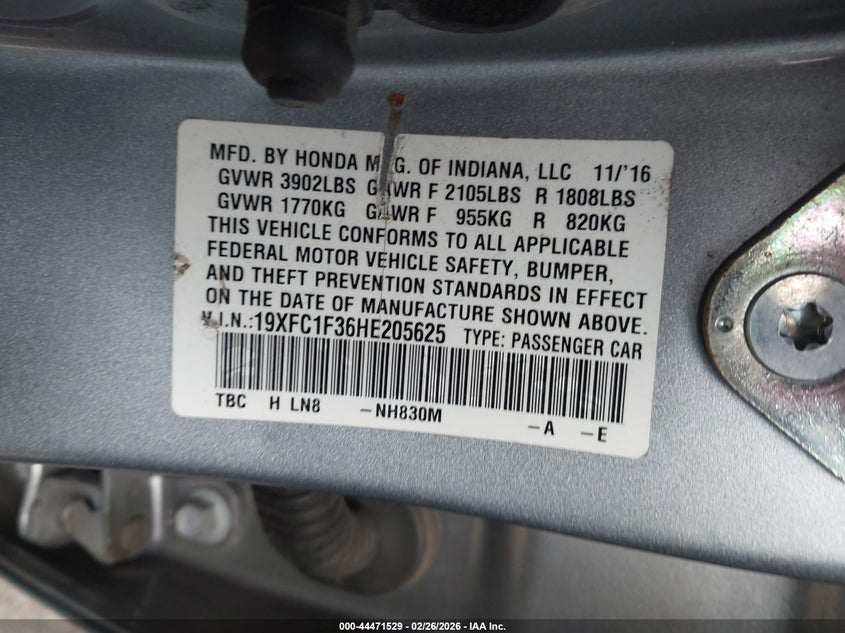 MFD. BY HONDA MFG. OF INDIANA, LLC 11/'16
GVWR 3902LBS GAWR F 2105LBS R 1808LBS
GVWR 1770KG GAWR F 955KG R 820KG
THIS VEHICLE CONFORMS TO ALL APPLICABLE
FEDERAL MOTOR VEHICLE SAFETY, BUMPER,
AND THEFT PREVENTION STANDARDS IN EFFECT
ON THE DATE OF MANUFACTURE SHOWN ABOVE.
V.I.N.:19XFC1F36HE205625 TYPE: PASSENGER CAR
TBC H LN8 -NH830M -A -E
000-44471529 - 02/26/2026 - IAA Inc.